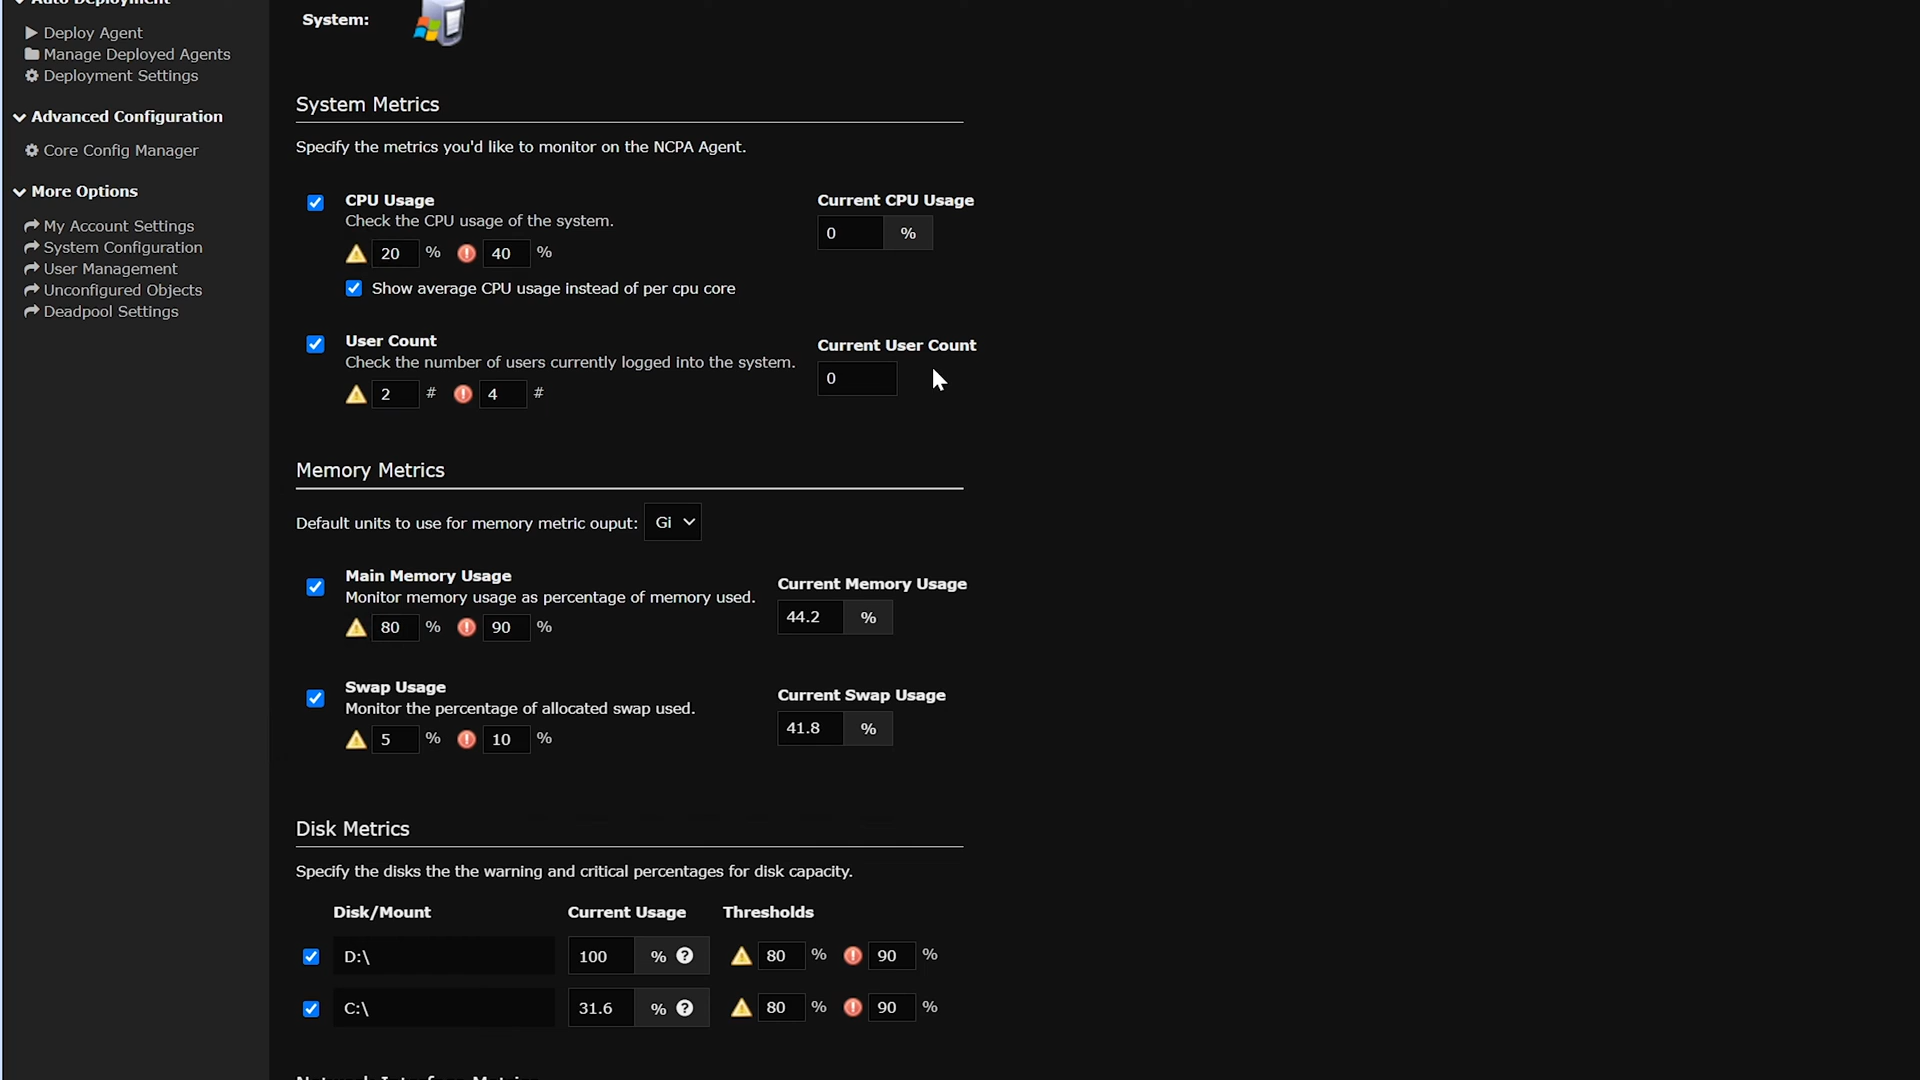 Auto Deployment
Deploy Agent
Manage Deployed Agents
Deployment Settings
Advanced Configuration
Core Config Manager
More Options
My Account Settings
System Configuration
User Management
Unconfigured Objects
Deadpool Settings
System:
System Metrics
Specify the metrics you'd like to monitor on the NCPA Agent.
CPU Usage
Check the CPU usage of the system.
20 % 40 %
Show average CPU usage instead of per cpu core
Current CPU Usage
0 %
User Count
Check the number of users currently logged into the system.
2 # 4 #
Current User Count
0
Memory Metrics
Default units to use for memory metric ouput: Gi
Main Memory Usage
Monitor memory usage as percentage of memory used.
80 % 90 %
Current Memory Usage
44.2 %
Swap Usage
Monitor the percentage of allocated swap used.
5 % 10 %
Current Swap Usage
41.8 %
Disk Metrics
Specify the disks the the warning and critical percentages for disk capacity.
Disk/Mount Current Usage Thresholds
D:\ 100 % 80 % 90 %
C:\ 31.6 % 80 % 90 %